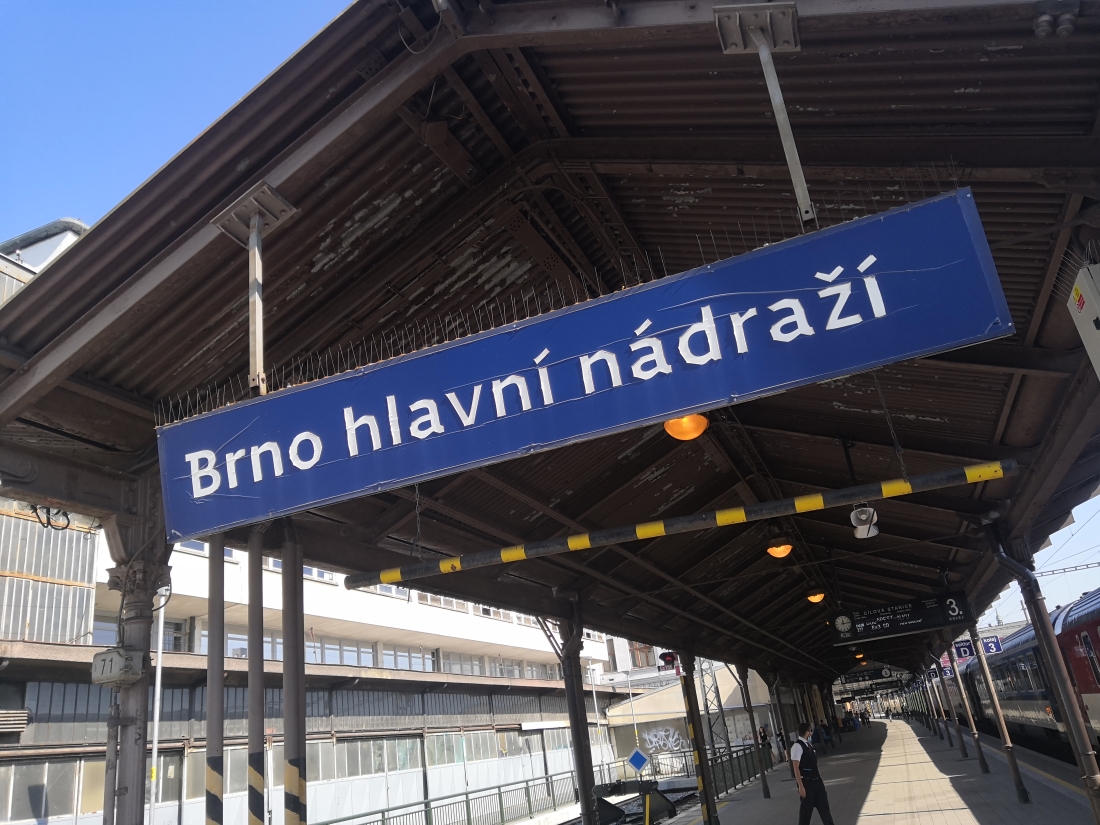 Brno hlavní nádraží
71
CÍLOVÁ STANICE
3.
D
3